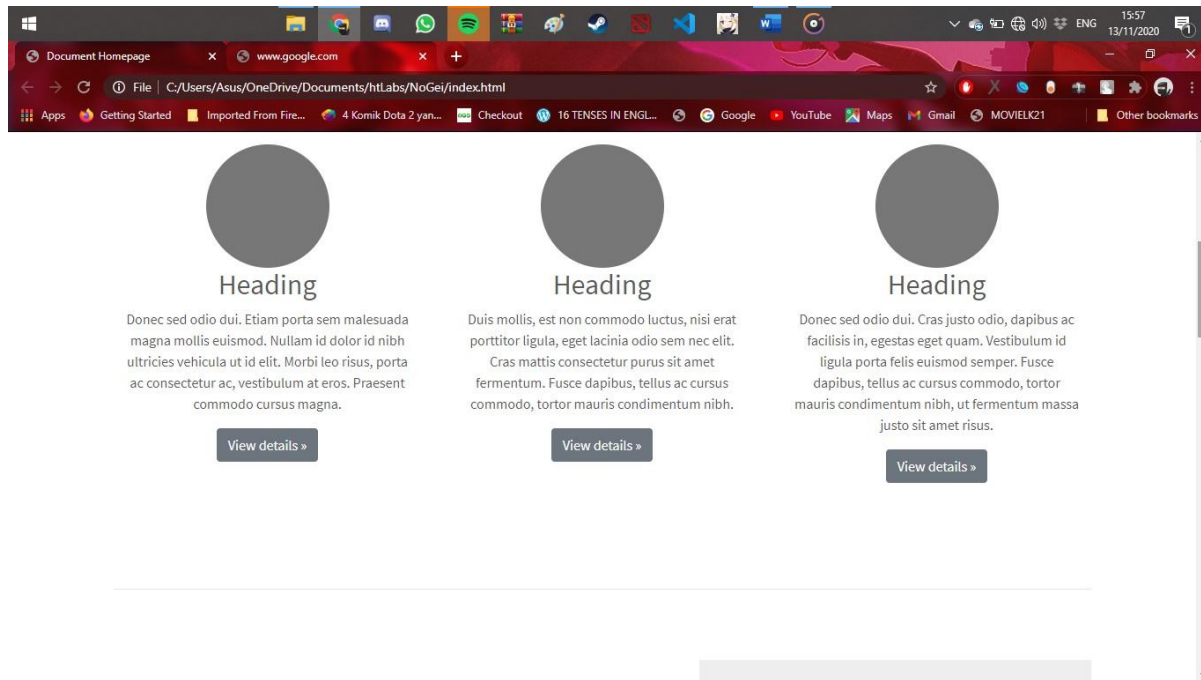 ENG
15:57
13/11/2020
1
Document Homepage
www.google.com
File | C:/Users/Asus/OneDrive/Documents/htLabs/NoGei/index.html
Apps Getting Started Imported From Fire... 4 Komik Dota 2 yan... Checkout 16 TENSES IN ENGL... Google YouTube Maps Gmail MOVIELK21 Other bookmarks
Heading
Donec sed odio dui. Etiam porta sem malesuada
magna mollis euismod. Nullam id dolor id nibh
ultricies vehicula ut id elit. Morbi leo risus, porta
ac consectetur ac, vestibulum at eros. Praesent
commodo cursus magna.
View details »
Heading
Duis mollis, est non commodo luctus, nisi erat
porttitor ligula, eget lacinia odio sem nec elit.
Cras mattis consectetur purus sit amet
fermentum. Fusce dapibus, tellus ac cursus
commodo, tortor mauris condimentum nibh.
View details »
Heading
Donec sed odio dui. Cras justo odio, dapibus ac
facilisis in, egestas eget quam. Vestibulum id
ligula porta felis euismod semper. Fusce
dapibus, tellus ac cursus commodo, tortor
mauris condimentum nibh, ut fermentum massa
justo sit amet risus.
View details »